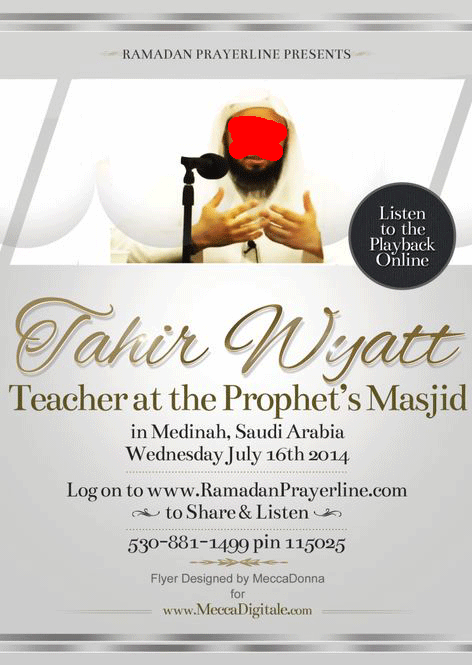 RAMADAN PRAYERLINE PRESENTS
Listen
to the
Playback
Online
Tahir Wyatt
Teacher at the Prophet's Masjid
in Medinah, Saudi Arabia
Wednesday July 16th 2014
Log on to www.RamadanPrayerline.com
to Share & Listen
530-881-1499 pin 115025
Flyer Designed by MeccaDonna
for
www.MeccaDigitale.com